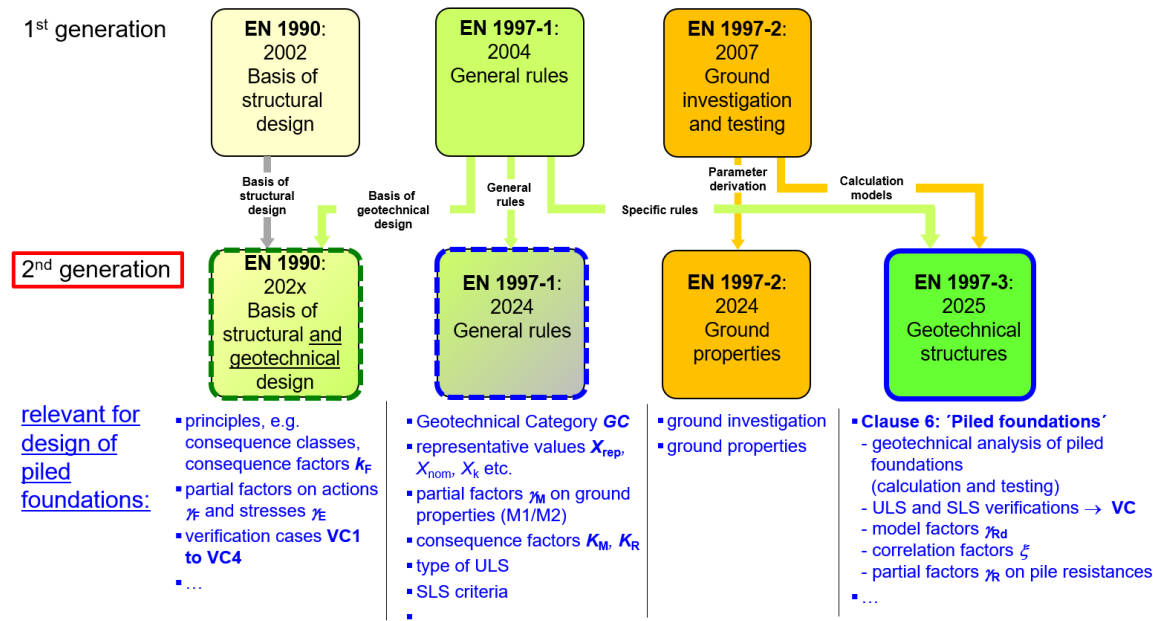 1st generation
EN 1990:
2002
Basis of
structural
design
EN 1997-1:
2004
General rules
EN 1997-2:
2007
Ground
investigation
and testing
Basis of
structural
design
Basis of
geotechnical
design
General
rules
Specific rules
Parameter
derivation
Calculation
models
2nd generation
EN 1990:
202x
Basis of
structural and
geotechnical
design
EN 1997-1:
2024
General rules
EN 1997-2:
2024
Ground
properties
EN 1997-3:
2025
Geotechnical
structures
relevant for
design of
piled
foundations:
▪ principles, e.g.
consequence classes,
consequence factors kF
▪ partial factors on actions
γF and stresses γE
▪ verification cases VC1
to VC4
▪ …
▪ Geotechnical Category GC
▪ representative values Xrep,
Xnom, Xk etc.
▪ partial factors γM on ground
properties (M1/M2)
▪ consequence factors KM, KR
▪ type of ULS
▪ SLS criteria
▪
▪ ground investigation
▪ ground properties
▪ Clause 6: ´Piled foundations´
- geotechnical analysis of piled
foundations
(calculation and testing)
- ULS and SLS verifications → VC
- model factors γRd
- correlation factors ξ
- partial factors γR on pile resistances
▪ …